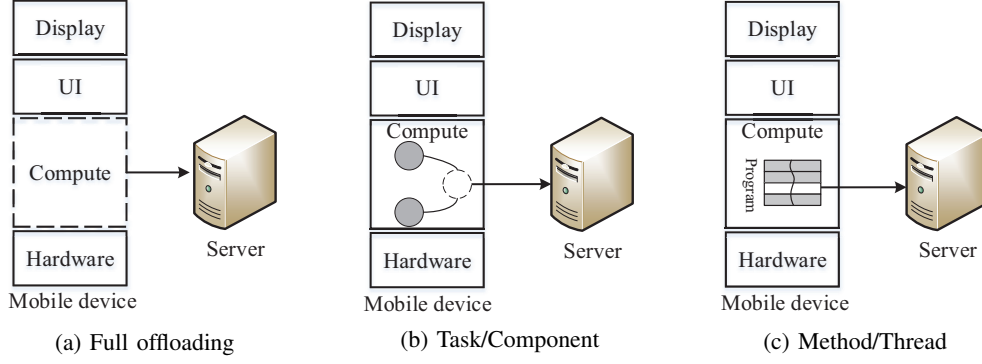 Display
UI
Compute
Hardware
Mobile device
Server
(a) Full offloading
Display
UI
Compute
Hardware
Mobile device
Server
(b) Task/Component
Display
UI
Compute
Program
Hardware
Mobile device
Server
(c) Method/Thread